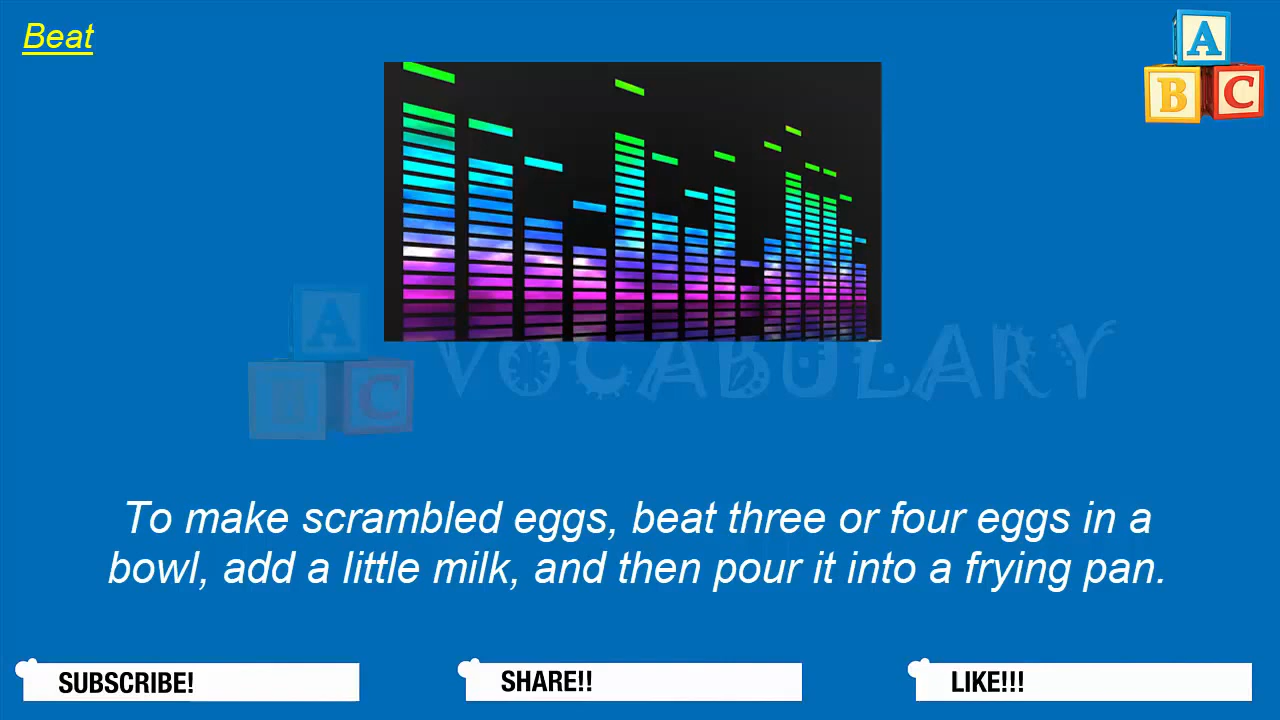 Beat
A
B C
A
B C
VOCABULARY
To make scrambled eggs, beat three or four eggs in a
bowl, add a little milk, and then pour it into a frying pan.
SUBSCRIBE!
SHARE!!
LIKE!!!